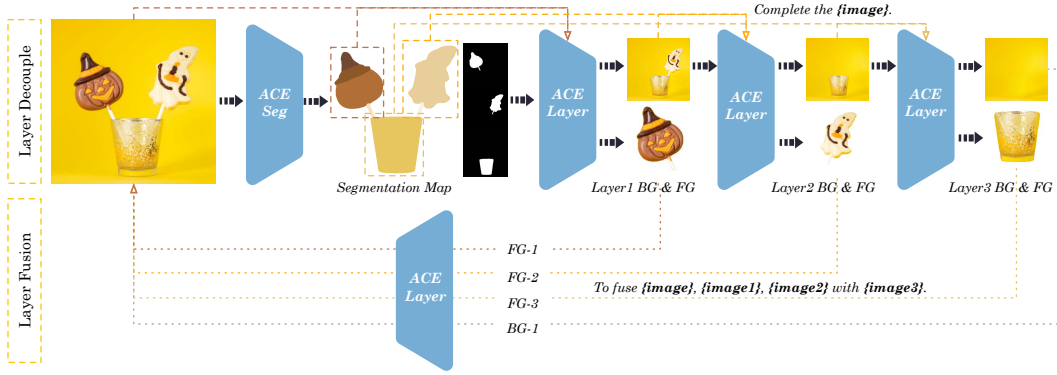 Complete the {image}.
Layer Decouple
ACE
Seg
ACE
Layer
ACE
Layer
ACE
Layer
Segmentation Map
Layer1 BG & FG
Layer2 BG & FG
Layer3 BG & FG
Layer Fusion
ACE
Layer
FG-1
FG-2
To fuse {image}, {image1}, {image2} with {image3}.
FG-3
BG-1